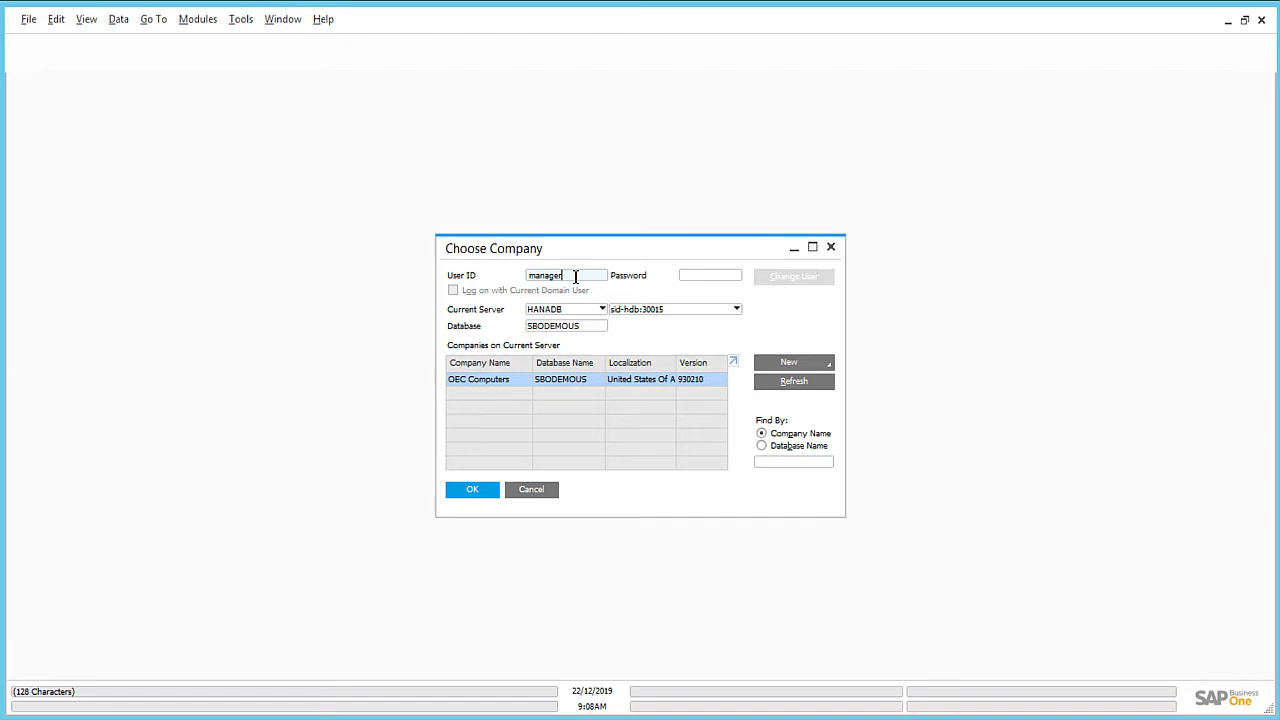 File Edit View Data Go To Modules Tools Window Help
Choose Company
User ID manager Password Change User
Log on with Current Domain User
Current Server HANADB sid-hdb:30015
Database SBODEMOUS
Companies on Current Server
Company Name Database Name Localization Version New
OEC Computers SBODEMOUS United States Of A 930210 Refresh
Find By:
Company Name
Database Name
OK Cancel
(128 Characters) 22/12/2019
9:08AM
SAP Business One